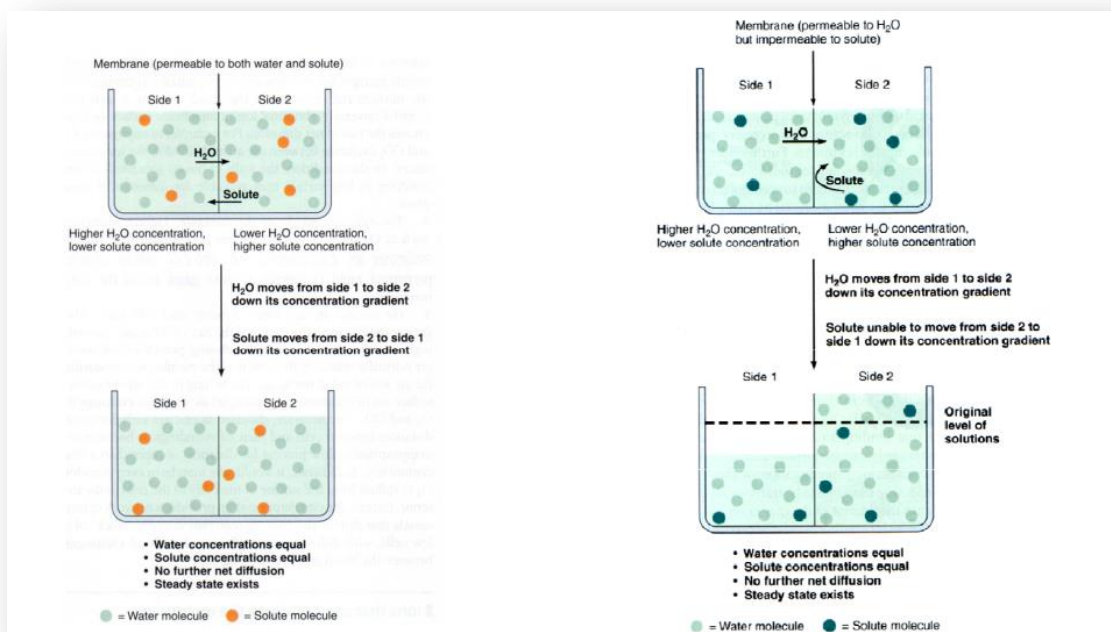 Membrane (permeable to both water and solute)
Side 1
Side 2
H₂O
Solute
Higher H₂O concentration,
lower solute concentration
Lower H₂O concentration,
higher solute concentration
H₂O moves from side 1 to side 2
down its concentration gradient
Solute moves from side 2 to side 1
down its concentration gradient
Side 1
Side 2
• Water concentrations equal
• Solute concentrations equal
• No further net diffusion
• Steady state exists
= Water molecule
= Solute molecule
Membrane (permeable to H₂O
but impermeable to solute)
Side 1
Side 2
H₂O
Solute
Higher H₂O concentration,
lower solute concentration
Lower H₂O concentration,
higher solute concentration
H₂O moves from side 1 to side 2
down its concentration gradient
Solute unable to move from side 2 to
side 1 down its concentration gradient
Side 1
Side 2
Original
level of
solutions
• Water concentrations equal
• Solute concentrations equal
• No further net diffusion
• Steady state exists
= Water molecule
= Solute molecule